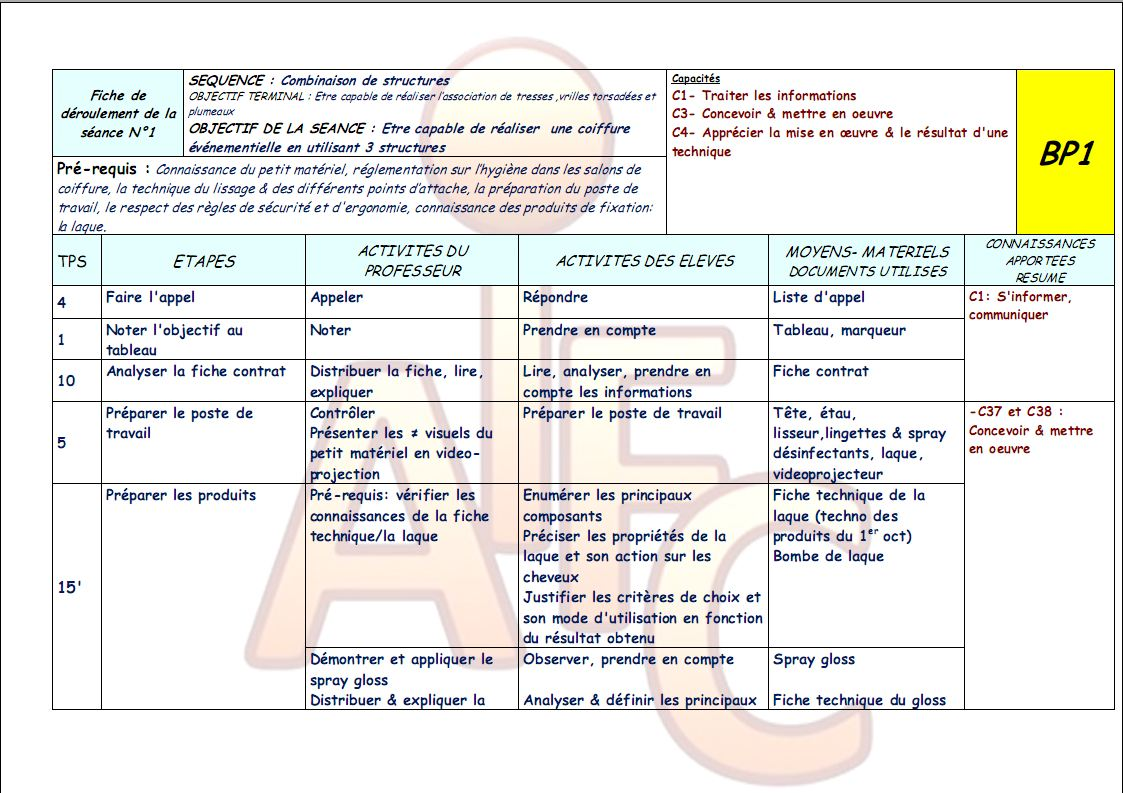 Fiche de
déroulement de la
séance N°1
SEQUENCE : Combinaison de structures
OBJECTIF TERMINAL : Etre capable de réaliser l'association de tresses ,vrilles torsadées et
plumeaux
OBJECTIF DE LA SEANCE : Etre capable de réaliser une coiffure
événementielle en utilisant 3 structures
Capacités
C1- Traiter les informations
C3- Concevoir & mettre en oeuvre
C4- Apprécier la mise en œuvre & le résultat d'une
technique
BP1
Pré-requis : Connaissance du petit matériel, réglementation sur l'hygiène dans les salons de
coiffure, la technique du lissage & des différents points d'attache, la préparation du poste de
travail, le respect des règles de sécurité et d'ergonomie, connaissance des produits de fixation:
la laque.
TPS
ETAPES
ACTIVITES DU
PROFESSEUR
ACTIVITES DES ELEVES
MOYENS- MATERIELS
DOCUMENTS UTILISES
CONNAISSANCES
APPORTEES
RESUME
4
Faire l'appel
Appeler
Répondre
Liste d'appel
C1: S'informer,
communiquer
1
Noter l'objectif au
tableau
Noter
Prendre en compte
Tableau, marqueur
10
Analyser la fiche contrat
Distribuer la fiche, lire,
expliquer
Lire, analyser, prendre en
compte les informations
Fiche contrat
5
Préparer le poste de
travail
Contrôler
Présenter les ≠ visuels du
petit matériel en video-
projection
Préparer le poste de travail
Tête, étau,
lisseur,lingettes & spray
désinfectants, laque,
videoprojecteur
-C37 et C38 :
Concevoir & mettre
en oeuvre
15'
Préparer les produits
Pré-requis: vérifier les
connaissances de la fiche
technique/la laque
Enumérer les principaux
composants
Préciser les propriétés de la
laque et son action sur les
cheveux
Justifier les critères de choix et
son mode d'utilisation en fonction
du résultat obtenu
Fiche technique de la
laque (techno des
produits du 1er oct)
Bombe de laque
Démontrer et appliquer le
spray gloss
Distribuer & expliquer la
Observer, prendre en compte
Analyser & définir les principaux
Spray gloss
Fiche technique du gloss
AIFC